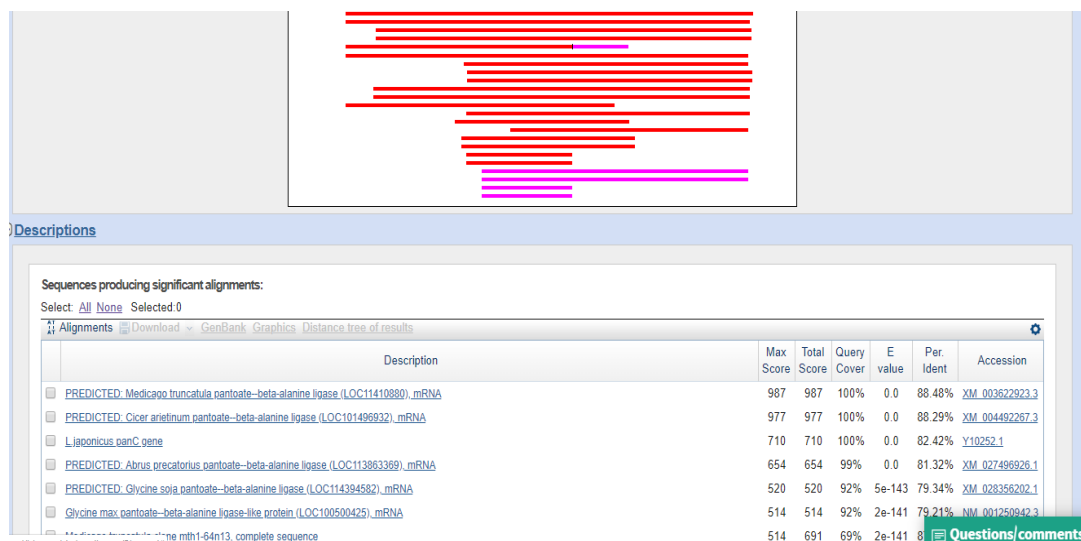 Descriptions
Sequences producing significant alignments:
Select: All None Selected:0
Alignments Download GenBank Graphics Distance tree of results
Description Max Score Total Score Query Cover E value Per. Ident Accession
PREDICTED: Medicago truncatula pantoate--beta-alanine ligase (LOC11410880), mRNA 987 987 100% 0.0 88.48% XM_003622923.3
PREDICTED: Cicer arietinum pantoate--beta-alanine ligase (LOC101496932), mRNA 977 977 100% 0.0 88.29% XM_004492267.3
L.japonicus panC gene 710 710 100% 0.0 82.42% Y10252.1
PREDICTED: Abrus precatorius pantoate--beta-alanine ligase (LOC113863369), mRNA 654 654 99% 0.0 81.32% XM_027496926.1
PREDICTED: Glycine soja pantoate--beta-alanine ligase (LOC114394582), mRNA 520 520 92% 5e-143 79.34% XM_028356202.1
Glycine max pantoate--beta-alanine ligase-like protein (LOC100500425), mRNA 514 514 92% 2e-141 79.21% NM_001250942.3
Medicago truncatula clone mth1-64n13, complete sequence 514 691 69% 2e-141
Questions/comments